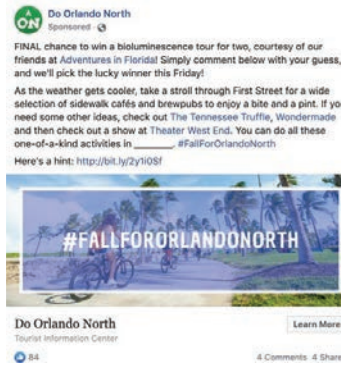 ON
Do Orlando North
Sponsored ·
FINAL chance to win a bioluminescence tour for two, courtesy of our
friends at Adventures in Florida! Simply comment below with your guess,
and we'll pick the lucky winner this Friday!
As the weather gets cooler, take a stroll through First Street for a wide
selection of sidewalk cafés and brewpubs to enjoy a bite and a pint. If yo
need some other ideas, check out The Tennessee Truffle, Wondermade
and then check out a show at Theater West End. You can do all these
one-of-a-kind activities in ________. #FallForOrlandoNorth
Here's a hint: http://bit.ly/2y1i0Sf
#FALLFORORLANDONORTH
Do Orlando North
Learn More
Tourist Information Center
84
4 Comments 4 Share